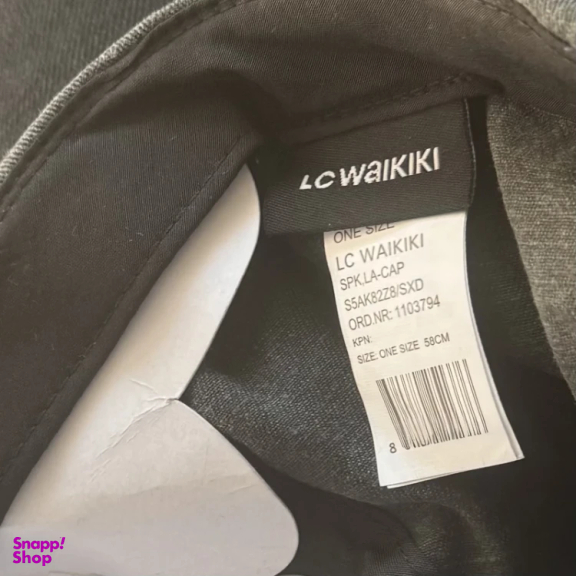 LC WAIKIKI
ONE SIZE
LC WAIKIKI
SPK.LA-CAP
S5AK82Z8/SXD
ORD.NR: 1103794
KPN:
SIZE: ONE SIZE 58CM
8
Snapp!
Shop